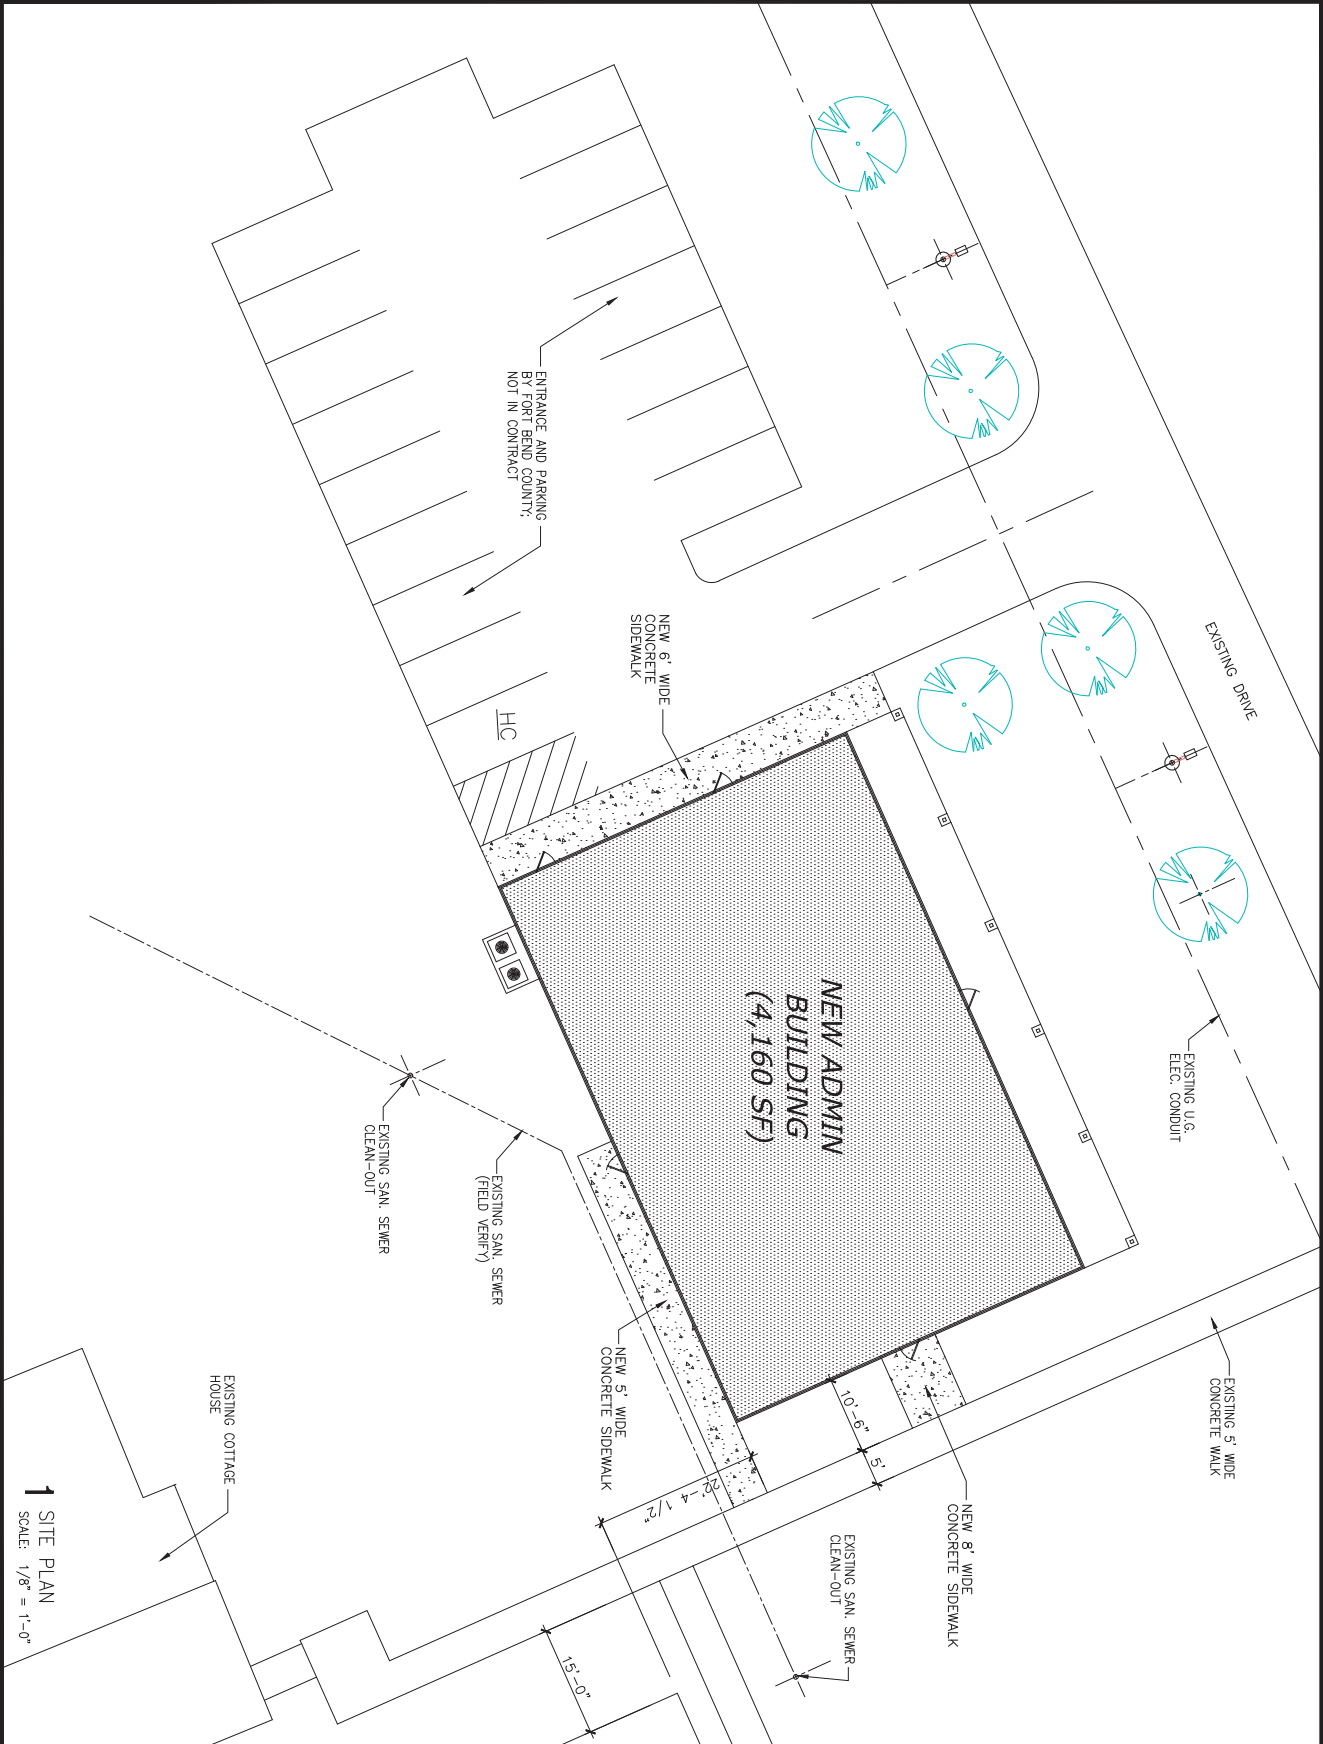 EXISTING DRIVE
EXISTING U.G.
ELEC. CONDUIT
EXISTING 5' WIDE
CONCRETE WALK
ENTRANCE AND PARKING
BY FORT BEND COUNTY;
NOT IN CONTRACT
NEW 6' WIDE
CONCRETE
SIDEWALK
HC
NEW ADMIN
BUILDING
(4,160 SF)
NEW 8' WIDE
CONCRETE SIDEWALK
10'-6"
5'
EXISTING SAN. SEWER
CLEAN-OUT
22'-4 1/2"
NEW 5' WIDE
CONCRETE SIDEWALK
15'-0"
EXISTING SAN. SEWER
(FIELD VERIFY)
EXISTING SAN. SEWER
CLEAN-OUT
EXISTING COTTAGE
HOUSE
1 SITE PLAN
SCALE: 1/8" = 1'-0"